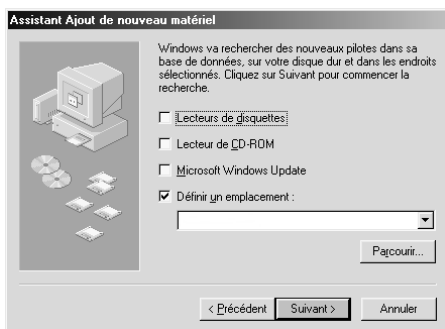 Assistant Ajout de nouveau matériel
Windows va rechercher des nouveaux pilotes dans sa
base de données, sur votre disque dur et dans les endroits
sélectionnés. Cliquez sur Suivant pour commencer la
recherche.
Lecteurs de disquettes
Lecteur de CD-ROM
Microsoft Windows Update
Définir un emplacement :
Parcourir...
< Précédent
Suivant >
Annuler